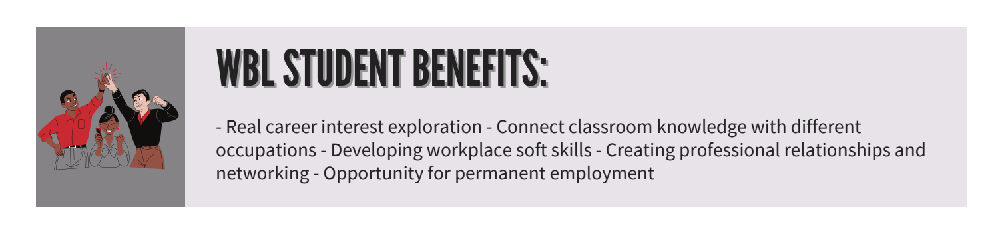 WBL STUDENT BENEFITS:
- Real career interest exploration - Connect classroom knowledge with different
occupations - Developing workplace soft skills - Creating professional relationships and
networking - Opportunity for permanent employment